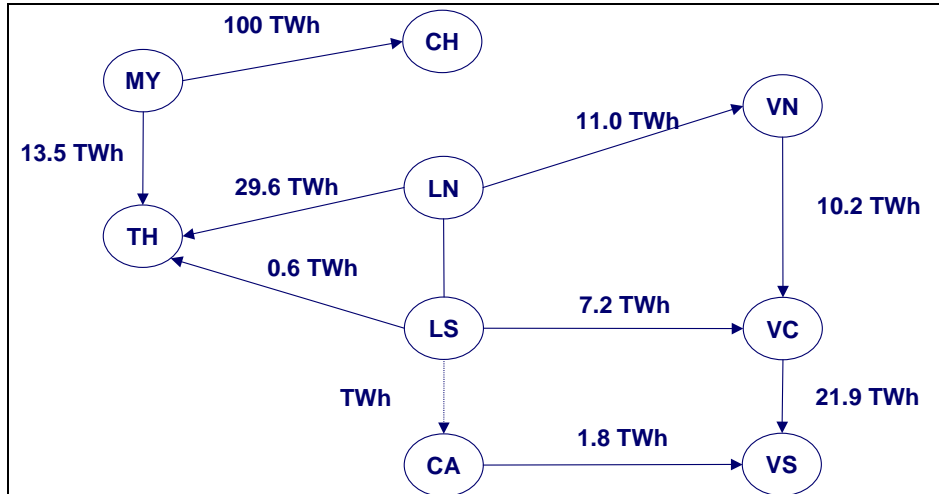 100 TWh
CH
MY
VN
11.0 TWh
13.5 TWh
29.6 TWh
LN
10.2 TWh
TH
0.6 TWh
7.2 TWh
LS
VC
TWh
21.9 TWh
1.8 TWh
CA
VS